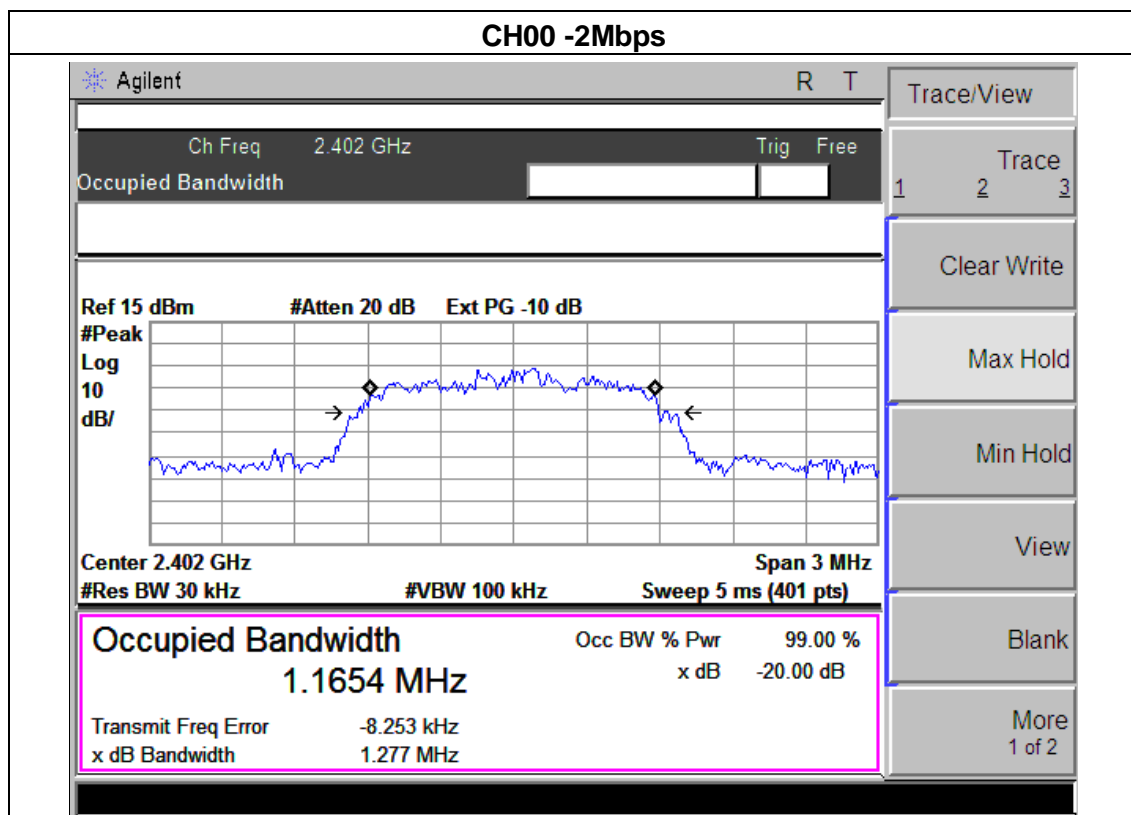 CH00 -2Mbps
Agilent R T
Trace/View
Ch Freq 2.402 GHz Trig Free
Occupied Bandwidth
Trace
1 2 3
Clear Write
Max Hold
Min Hold
View
Blank
More
1 of 2
Ref 15 dBm #Atten 20 dB Ext PG -10 dB
#Peak
Log
10
dB/
Center 2.402 GHz Span 3 MHz
#Res BW 30 kHz #VBW 100 kHz Sweep 5 ms (401 pts)
Occupied Bandwidth Occ BW % Pwr 99.00 %
1.1654 MHz x dB -20.00 dB
Transmit Freq Error -8.253 kHz
x dB Bandwidth 1.277 MHz